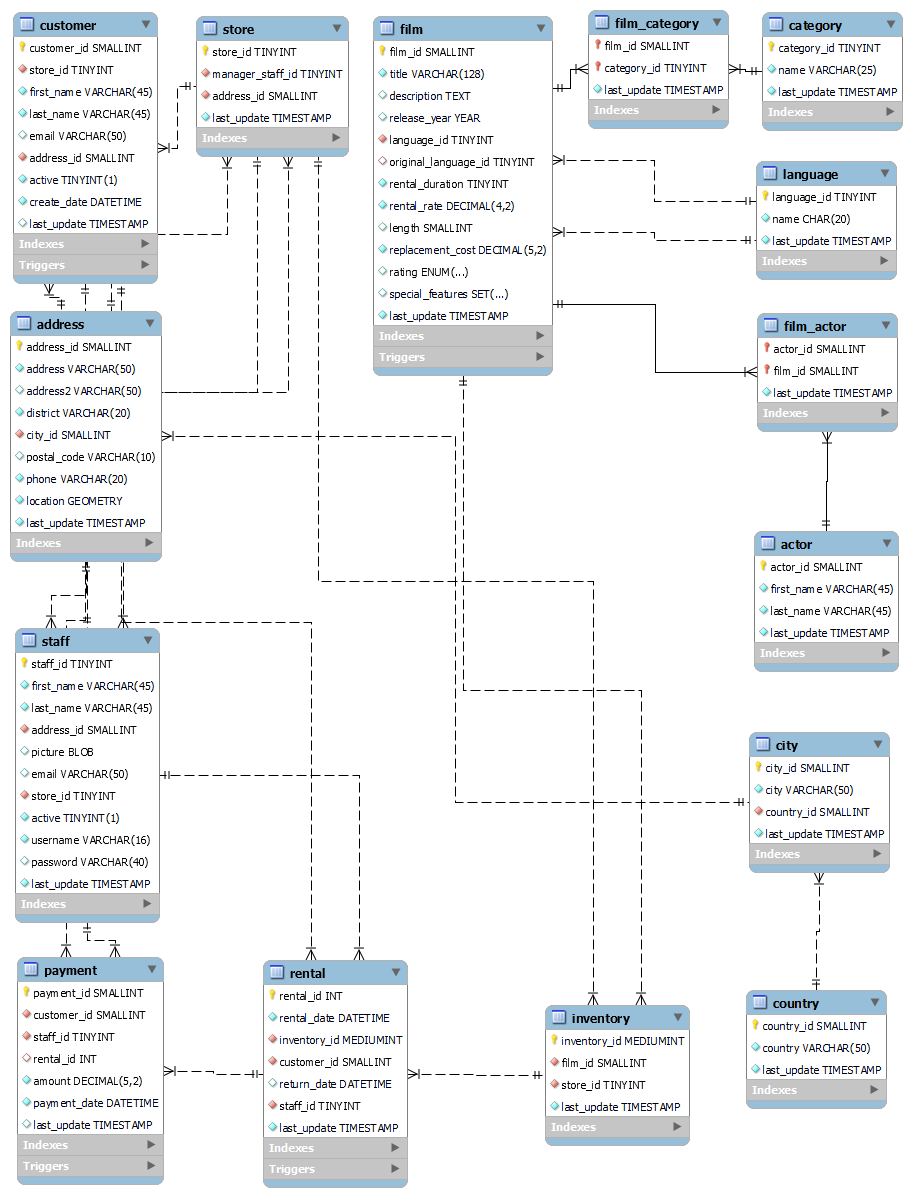 customer
customer_id SMALLINT
store_id TINYINT
first_name VARCHAR(45)
last_name VARCHAR(45)
email VARCHAR(50)
address_id SMALLINT
active TINYINT(1)
create_date DATETIME
last_update TIMESTAMP
Indexes
Triggers
store
store_id TINYINT
manager_staff_id TINYINT
address_id SMALLINT
last_update TIMESTAMP
Indexes
film
film_id SMALLINT
title VARCHAR(128)
description TEXT
release_year YEAR
language_id TINYINT
original_language_id TINYINT
rental_duration TINYINT
rental_rate DECIMAL(4,2)
length SMALLINT
replacement_cost DECIMAL(5,2)
rating ENUM(...)
special_features SET(...)
last_update TIMESTAMP
Indexes
Triggers
film_category
film_id SMALLINT
category_id TINYINT
last_update TIMESTAMP
Indexes
category
category_id TINYINT
name VARCHAR(25)
last_update TIMESTAMP
Indexes
language
language_id TINYINT
name CHAR(20)
last_update TIMESTAMP
Indexes
address
address_id SMALLINT
address VARCHAR(50)
address2 VARCHAR(50)
district VARCHAR(20)
city_id SMALLINT
postal_code VARCHAR(10)
phone VARCHAR(20)
location GEOMETRY
last_update TIMESTAMP
Indexes
film_actor
actor_id SMALLINT
film_id SMALLINT
last_update TIMESTAMP
Indexes
actor
actor_id SMALLINT
first_name VARCHAR(45)
last_name VARCHAR(45)
last_update TIMESTAMP
Indexes
staff
staff_id TINYINT
first_name VARCHAR(45)
last_name VARCHAR(45)
address_id SMALLINT
picture BLOB
email VARCHAR(50)
store_id TINYINT
active TINYINT(1)
username VARCHAR(16)
password VARCHAR(40)
last_update TIMESTAMP
Indexes
city
city_id SMALLINT
city VARCHAR(50)
country_id SMALLINT
last_update TIMESTAMP
Indexes
payment
payment_id SMALLINT
customer_id SMALLINT
staff_id TINYINT
rental_id INT
amount DECIMAL(5,2)
payment_date DATETIME
last_update TIMESTAMP
Indexes
Triggers
rental
rental_id INT
rental_date DATETIME
inventory_id MEDIUMINT
customer_id SMALLINT
return_date DATETIME
staff_id TINYINT
last_update TIMESTAMP
Indexes
Triggers
inventory
inventory_id MEDIUMINT
film_id SMALLINT
store_id TINYINT
last_update TIMESTAMP
Indexes
country
country_id SMALLINT
country VARCHAR(50)
last_update TIMESTAMP
Indexes